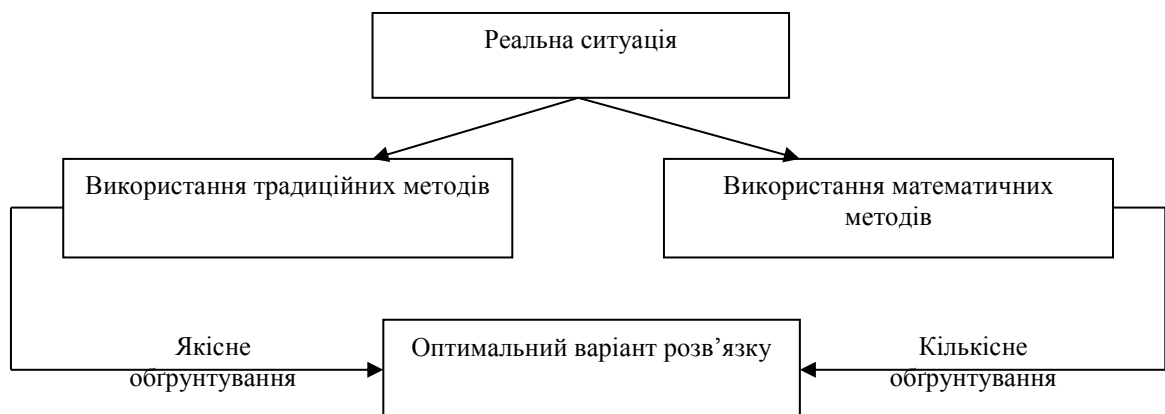 Реальна ситуація
Використання традиційних методів
Використання математичних
методів
Якісне
обґрунтування
Оптимальний варіант розв’язку
Кількісне
обґрунтування